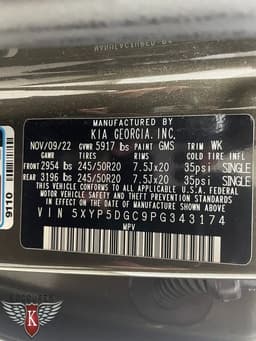 MANUFACTURED BY
KIA GEORGIA, INC.
NOV/09/22 GVWR 5917 lbs PAINT GMS TRIM WK
GAWR TIRES RIMS COLD TIRE INFL
FRONT 2954 lbs 245/50R20 7.5JX20 35psi SINGLE
REAR 3196 lbs 245/50R20 7.5JX20 35psi SINGLE
THIS VEHICLE CONFORMS TO ALL APPLICABLE U.S.A. FEDERAL
MOTOR VEHICLE SAFETY AND THEFT PREVENTION STANDARDS
IN EFFECT ON THE DATE OF MANUFACTURE SHOWN ABOVE.
VIN 5XYP5DGC9PG343174
MPV
9110
K